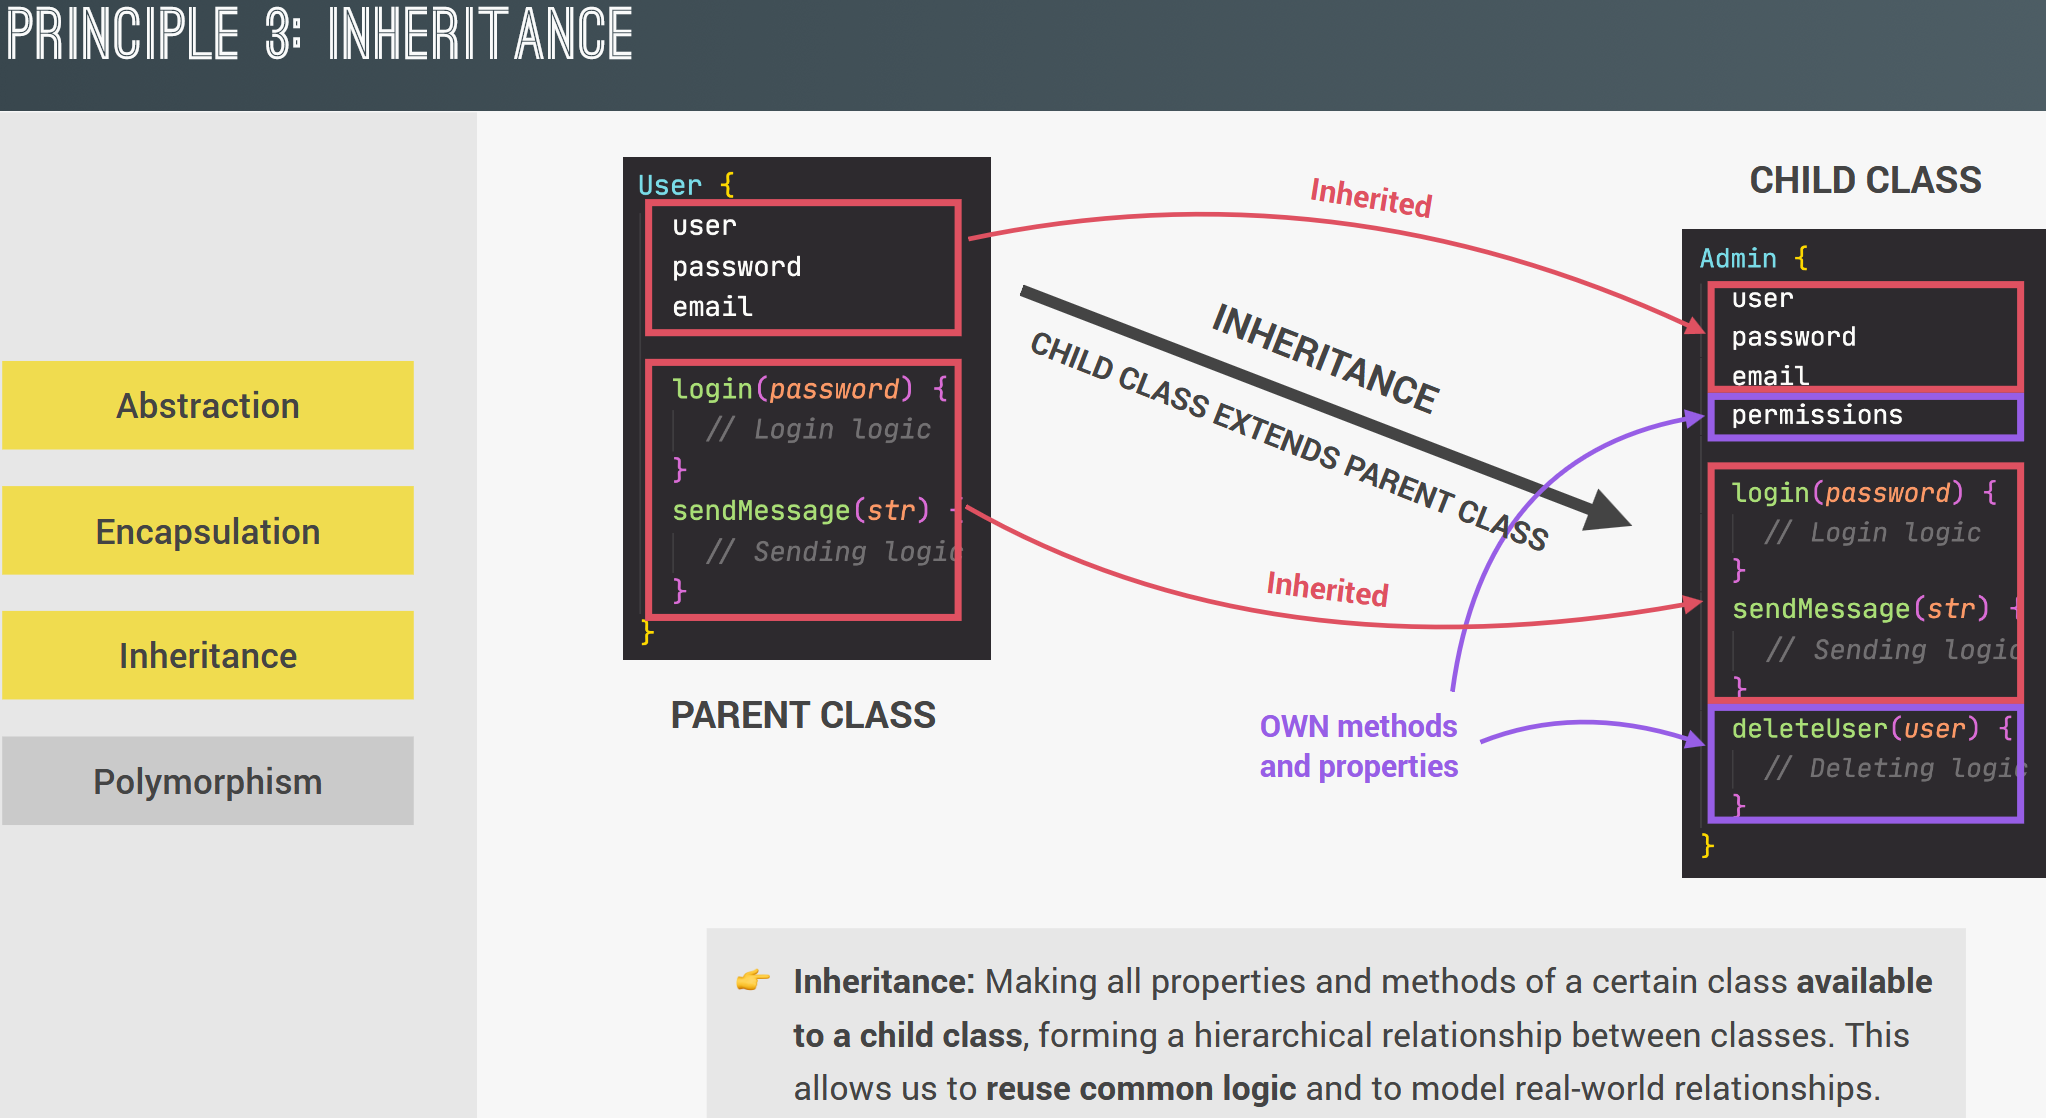 PRINCIPLE 3: INHERITANCE
Abstraction
Encapsulation
Inheritance
Polymorphism
User {
user
password
email
login(password) {
// Login logic
}
sendMessage(str) {
// Sending logic
}
}
PARENT CLASS
Inherited
INHERITANCE
CHILD CLASS EXTENDS PARENT CLASS
Inherited
OWN methods
and properties
CHILD CLASS
Admin {
user
password
email
permissions
login(password) {
// Login logic
}
sendMessage(str) {
// Sending logic
}
deleteUser(user) {
// Deleting logic
}
}
Inheritance: Making all properties and methods of a certain class available
to a child class, forming a hierarchical relationship between classes. This
allows us to reuse common logic and to model real-world relationships.